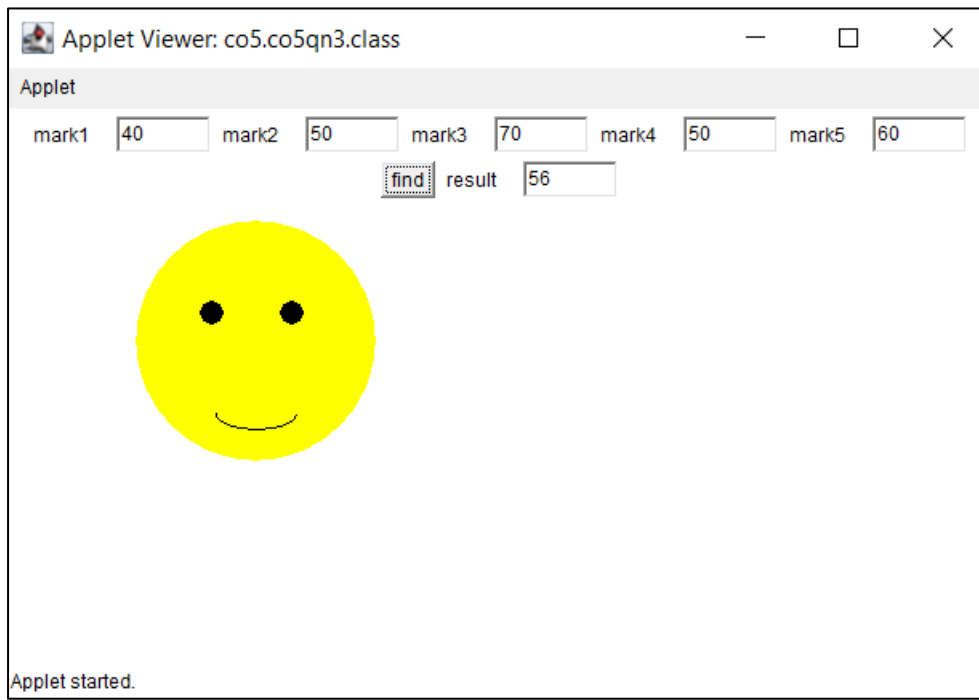 Applet Viewer: co5.co5qn3.class
Applet
mark1 40 mark2 50 mark3 70 mark4 50 mark5 60
find result 56
Applet started.